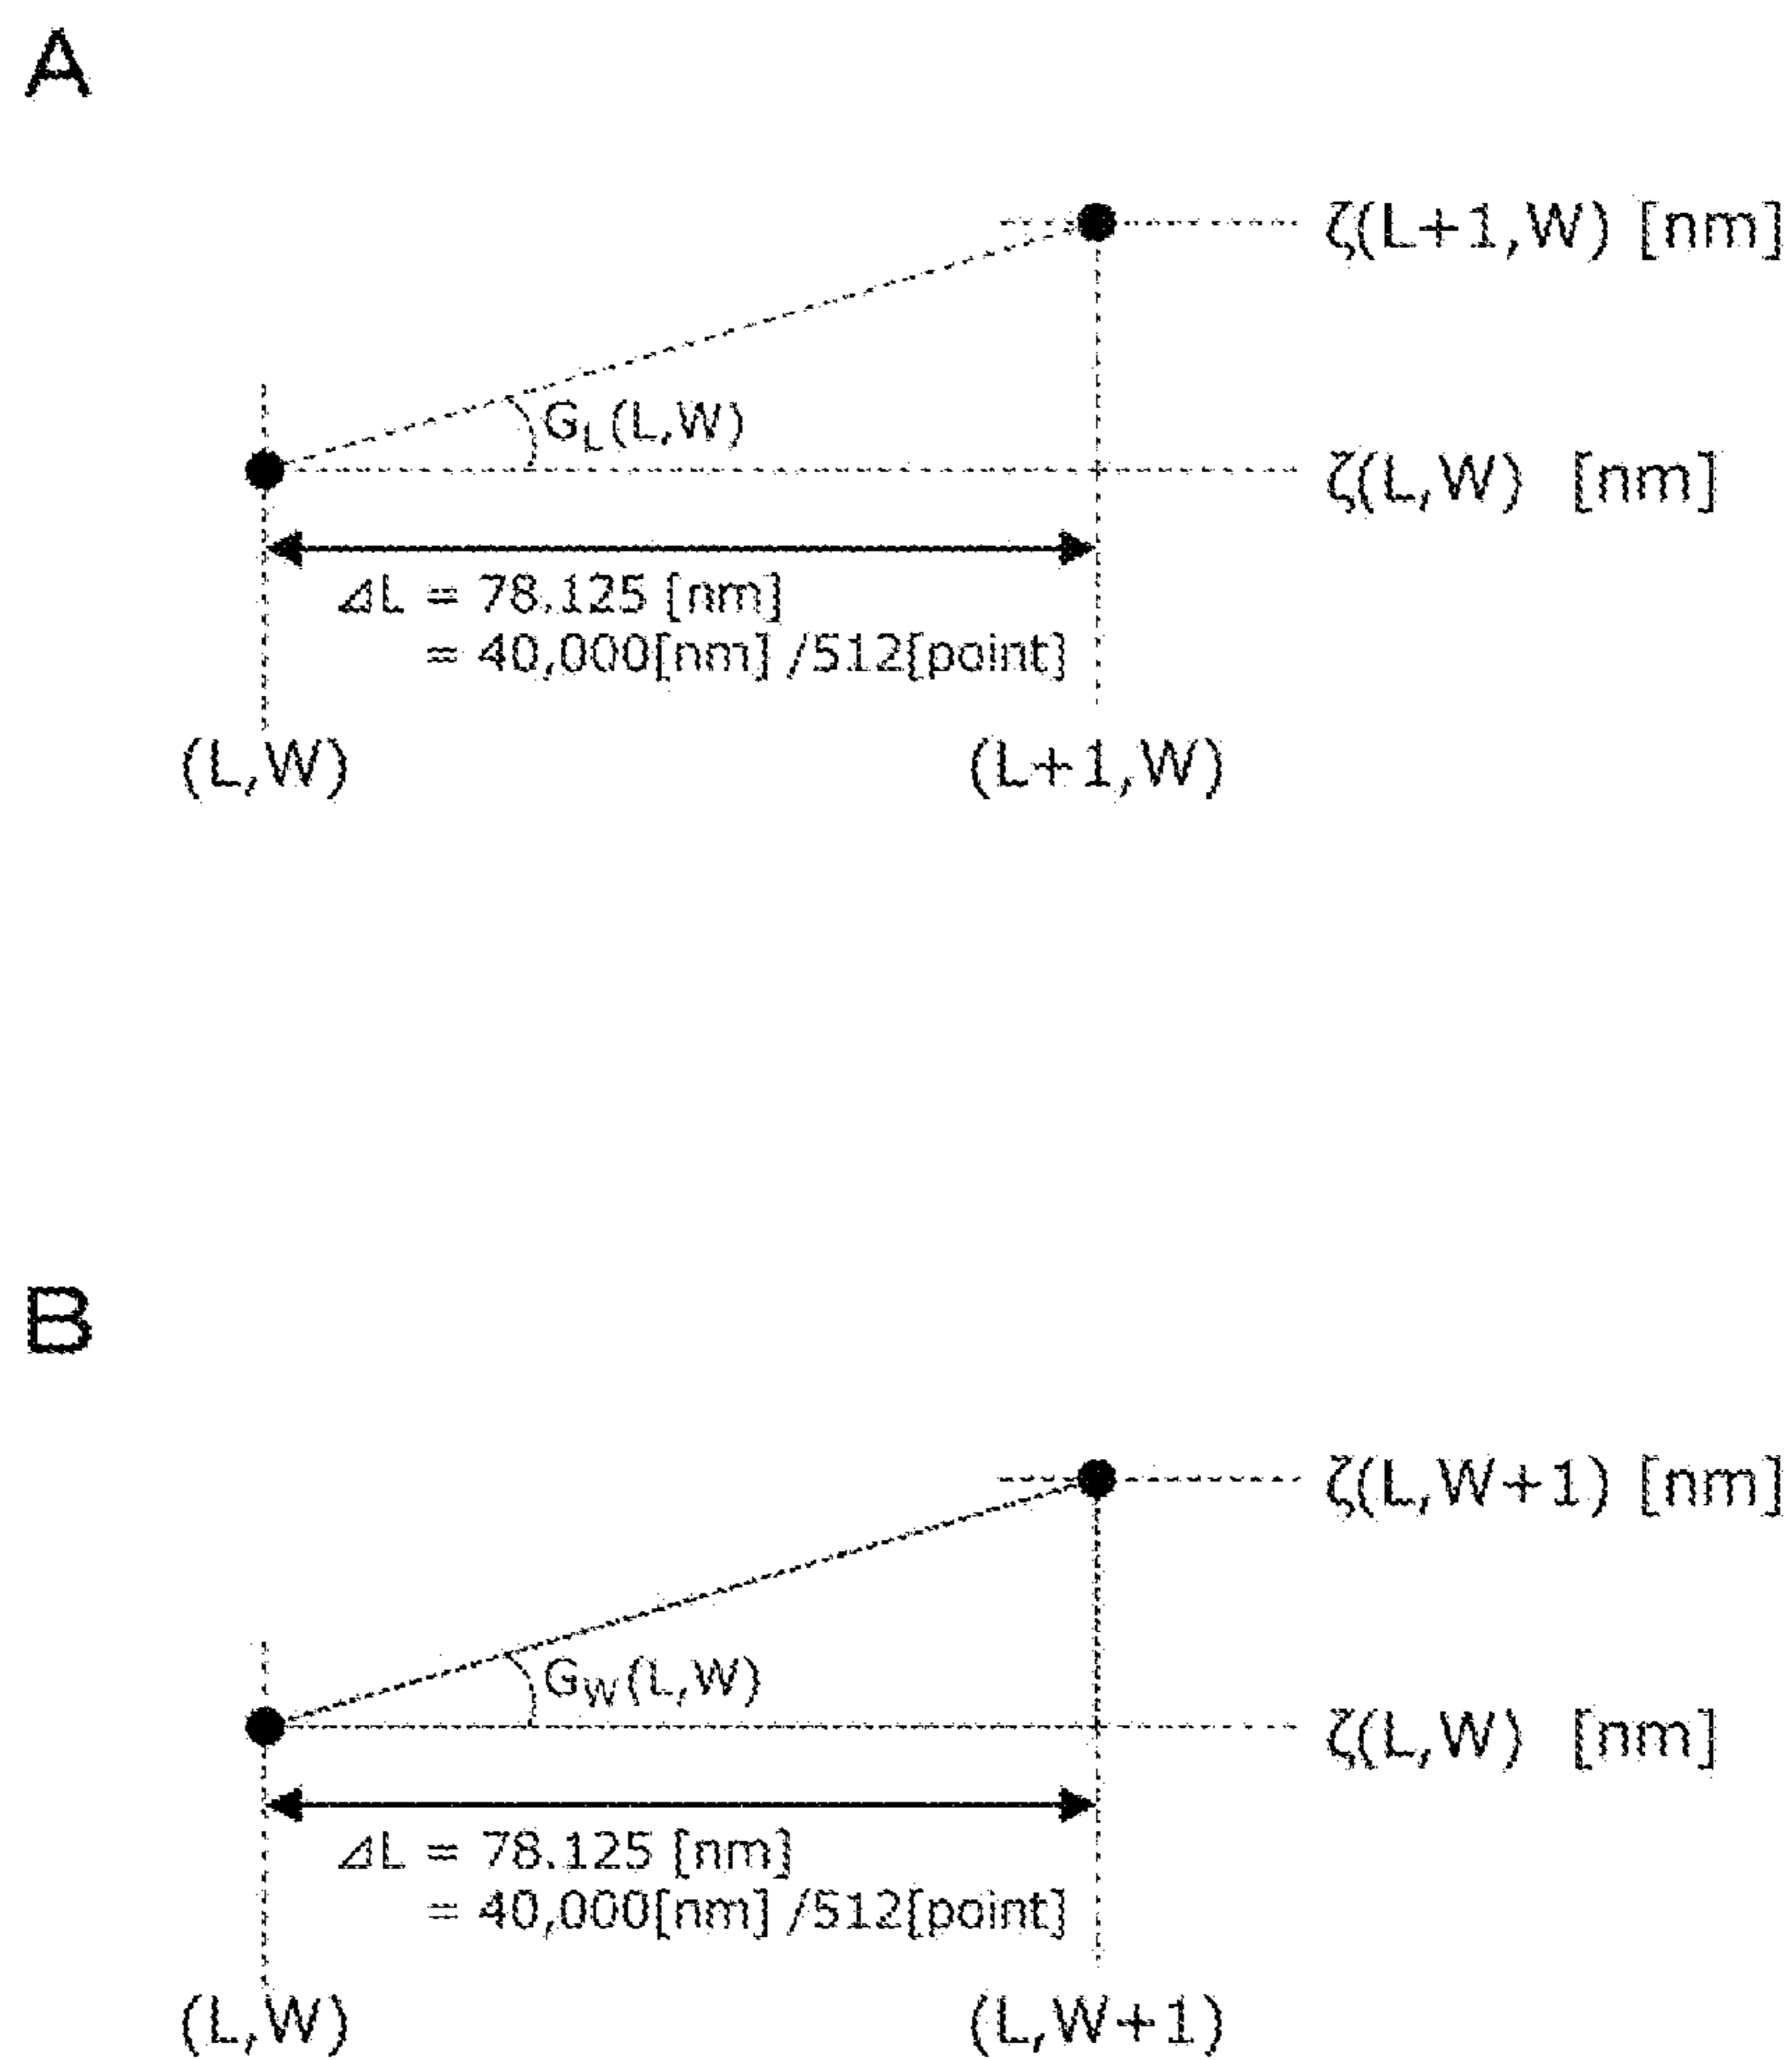 A
ζ(L+1,W) [nm]
G_L(L,W)
ζ(L,W) [nm]
⊿L = 78.125 [nm]
= 40,000[nm] /512[point]
(L,W)
(L+1,W)
B
ζ(L,W+1) [nm]
G_W(L,W)
ζ(L,W) [nm]
⊿L = 78.125 [nm]
= 40,000[nm] /512[point]
(L,W)
(L,W+1)